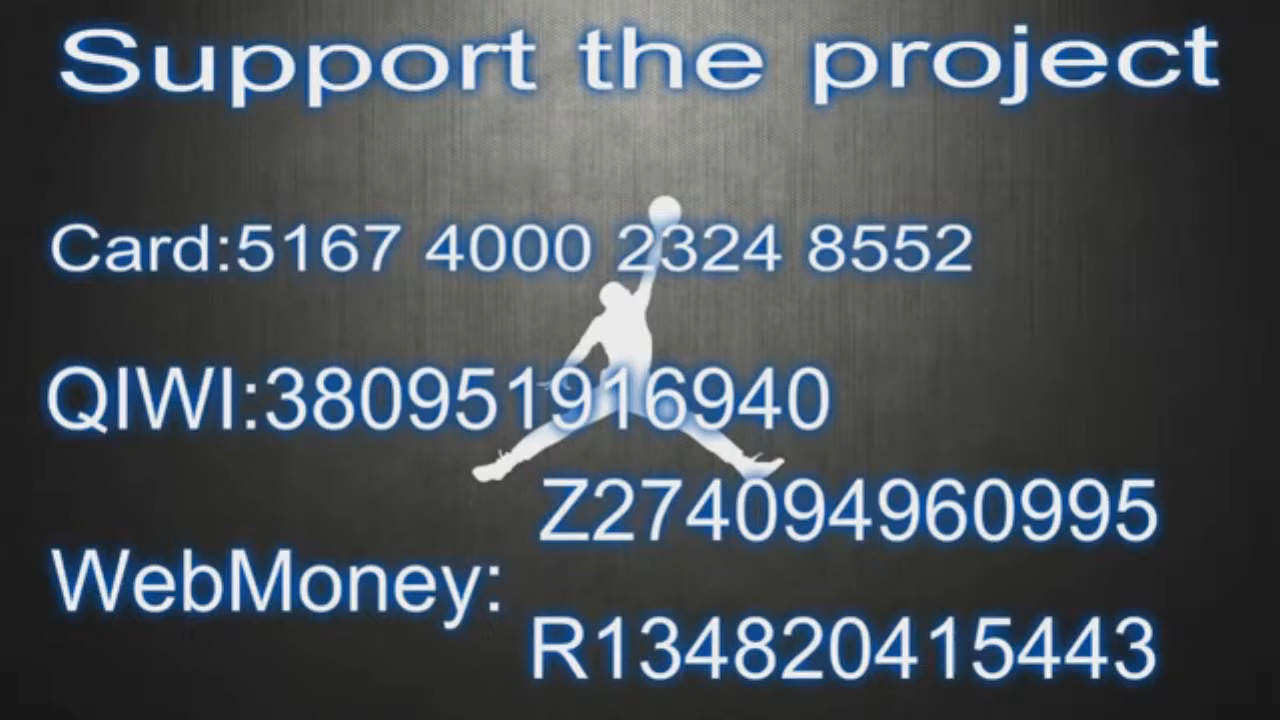 Support the project
Card:5167 4000 2324 8552
QIWI:380951916940
Z274094960995
WebMoney:
R134820415443